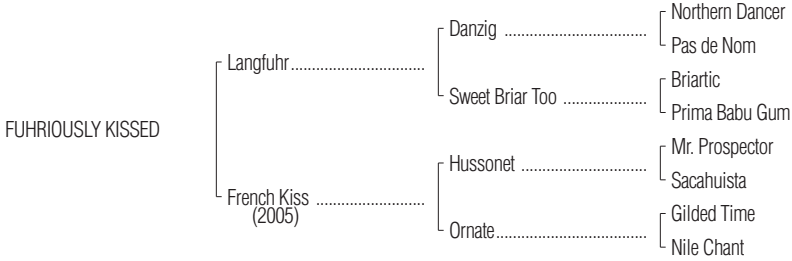 Northern Dancer
Danzig
Pas de Nom
Langfuhr
Briartic
Sweet Briar Too
Prima Babu Gum
FUHRIOUSLY KISSED
Mr. Prospector
Hussonet
Sacahuista
French Kiss
(2005)
Gilded Time
Ornate
Nile Chant